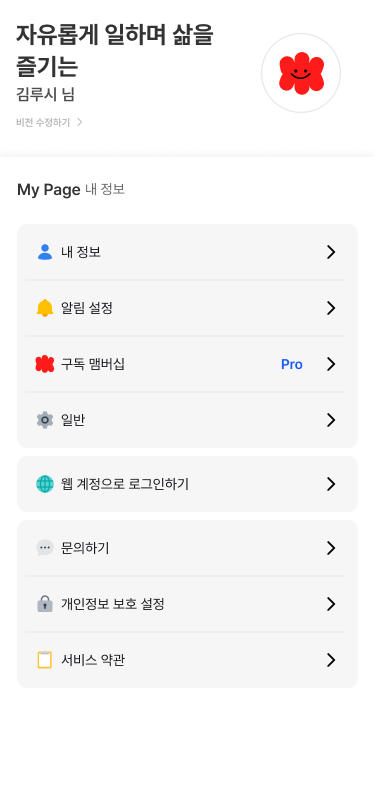 자유롭게 일하며 삶을
즐기는
김루시 님
비전 수정하기
My Page 내 정보
내 정보
알림 설정
구독 맴버십 Pro
일반
웹 계정으로 로그인하기
문의하기
개인정보 보호 설정
서비스 약관